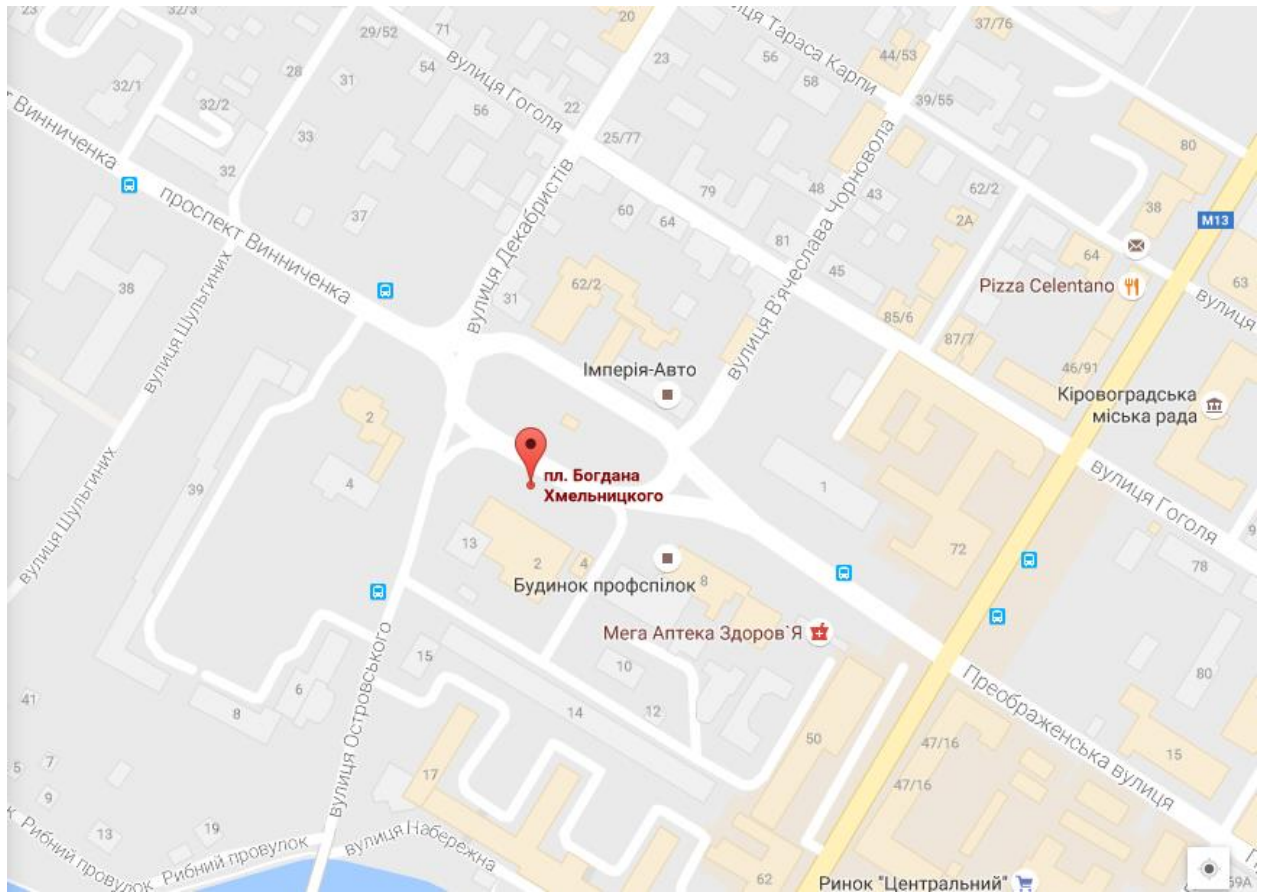 23
32/3
32/1
32/2
28
31
33
32
29/52
71
54
56
вулиця Гоголя
22
20
23
25/77
вулиця Тараса Карпи
56
58
44/53
37/76
39/55
80
M13
проспект Винниченка
т Винниченка
37
38
вулиця Шульгиних
вулиця Декабристів
31
62/2
60
64
79
81
48
43
45
вулиця В'ячеслава Чорновола
2A
62/2
38
64
63
вулиця
Pizza Celentano
85/6
87/7
46/91
Імперія-Авто
Кіровоградська
міська рада
2
4
39
пл. Богдана
Хмельницкого
1
72
вулиця Гоголя
9
78
вулиця Шульгиних
13
2
4
Будинок профспілок
8
Мега Аптека Здоров`Я
15
10
12
14
6
8
41
вулиця Островського
Преображенська вулиця
80
15
50
47/16
47/16
17
5
7
9
13
19
Рибний провулок
Рибний провулок
вулиця Набережна
62
Ринок "Центральний"
59А